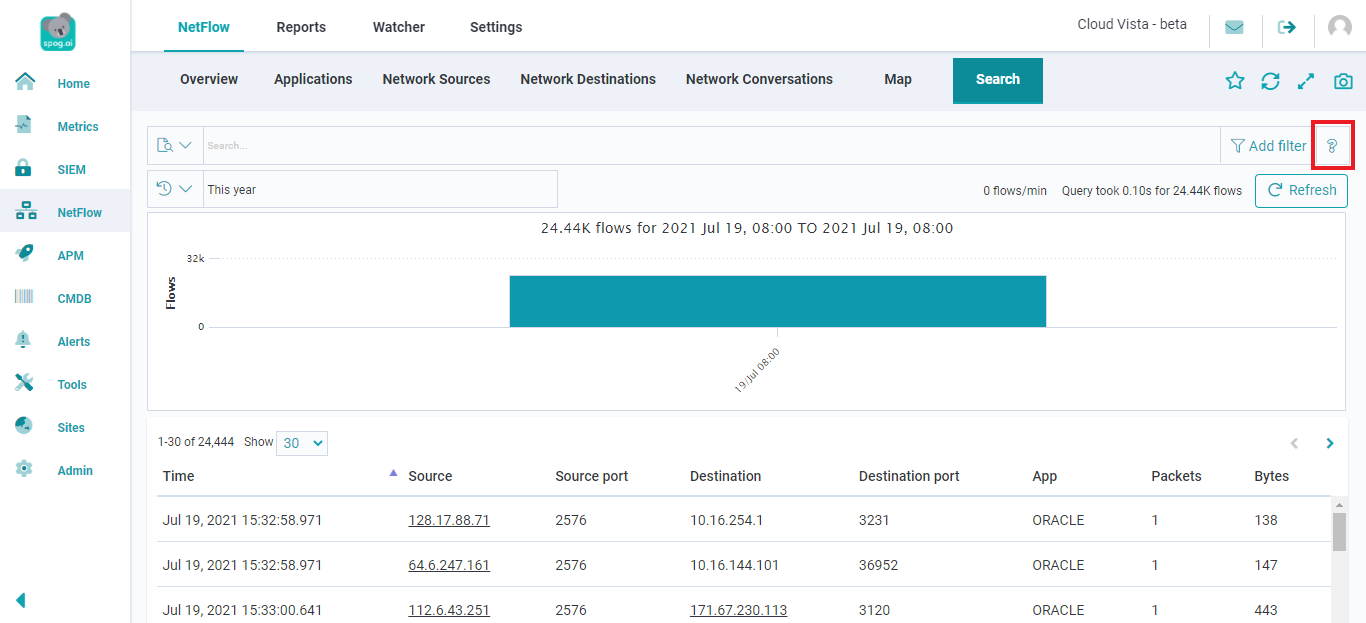 spog.ai
Home
Metrics
SIEM
NetFlow
APM
CMDB
Alerts
Tools
Sites
Admin
NetFlow Reports Watcher Settings Cloud Vista - beta
Overview Applications Network Sources Network Destinations Network Conversations Map Search
Search... Add filter ?
This year 0 flows/min Query took 0.10s for 24.44K flows Refresh
24.44K flows for 2021 Jul 19, 08:00 TO 2021 Jul 19, 08:00
32k
Flows
0
19/Jul 08:00
1-30 of 24,444 Show 30
Time Source Source port Destination Destination port App Packets Bytes
Jul 19, 2021 15:32:58.971 128.17.88.71 2576 10.16.254.1 3231 ORACLE 1 138
Jul 19, 2021 15:32:58.971 64.6.247.161 2576 10.16.144.101 36952 ORACLE 1 147
Jul 19, 2021 15:33:00.641 112.6.43.251 2576 171.67.230.113 3120 ORACLE 1 443